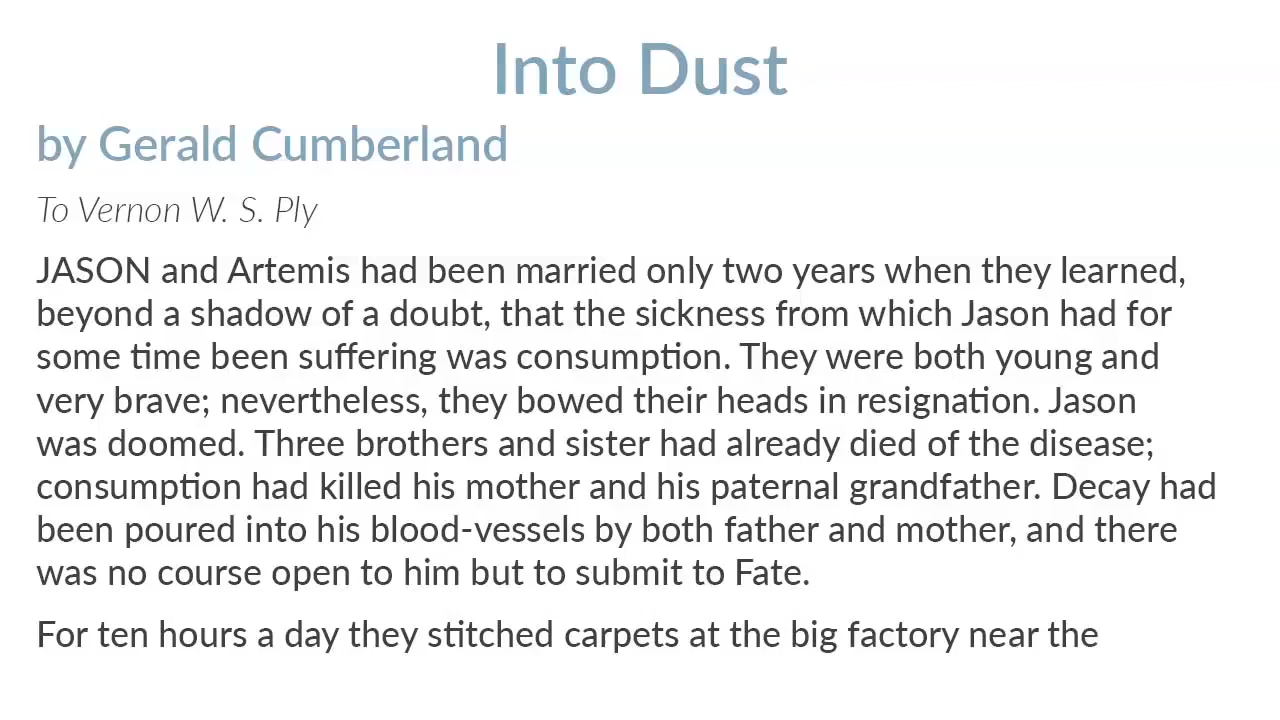 Into Dust
by Gerald Cumberland
To Vernon W. S. Ply
JASON and Artemis had been married only two years when they learned,
beyond a shadow of a doubt, that the sickness from which Jason had for
some time been suffering was consumption. They were both young and
very brave; nevertheless, they bowed their heads in resignation. Jason
was doomed. Three brothers and sister had already died of the disease;
consumption had killed his mother and his paternal grandfather. Decay had
been poured into his blood-vessels by both father and mother, and there
was no course open to him but to submit to Fate.
For ten hours a day they stitched carpets at the big factory near the